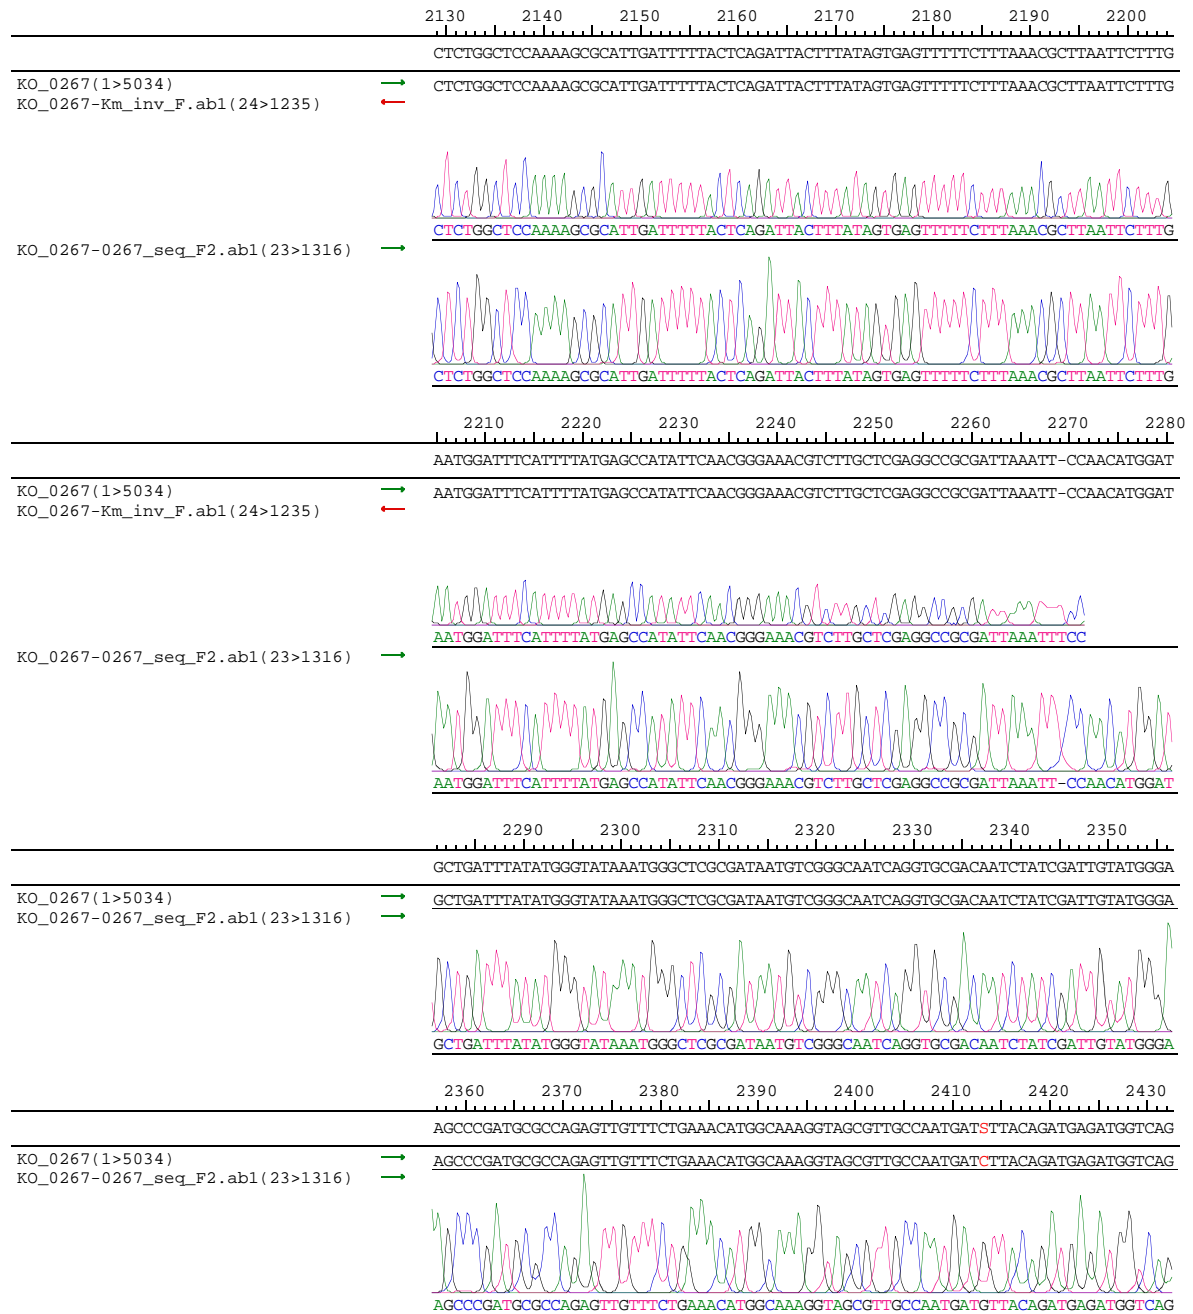 2130 2140 2150 2160 2170 2180 2190 2200
CTCTGGCTCCAAAAGCGCATTGATTTTTACTCAGATTACTTTATAGTGAGTTTTTCTTTAAACGCTTAATTCTTTG
KO_0267(1>5034) CTCTGGCTCCAAAAGCGCATTGATTTTTACTCAGATTACTTTATAGTGAGTTTTTCTTTAAACGCTTAATTCTTTG
KO_0267-Km_inv_F.ab1(24>1235)
CTCTGGCTCCAAAAGCGCATTGATTTTTACTCAGATTACTTTATAGTGAGTTTTTCTTTAAACGCTTAATTCTTTG
KO_0267-0267_seq_F2.ab1(23>1316)
CTCTGGCTCCAAAAGCGCATTGATTTTTACTCAGATTACTTTATAGTGAGTTTTTCTTTAAACGCTTAATTCTTTG
2210 2220 2230 2240 2250 2260 2270 2280
AATGGATTTCATTTTATGAGCCATATTCAACGGGAAACGTCTTGCTCGAGGCCGCGATTAAATT-CCAACATGGAT
KO_0267(1>5034) AATGGATTTCATTTTATGAGCCATATTCAACGGGAAACGTCTTGCTCGAGGCCGCGATTAAATT-CCAACATGGAT
KO_0267-Km_inv_F.ab1(24>1235)
AATGGATTTCATTTTATGAGCCATATTCAACGGGAAACGTCTTGCTCGAGGCCGCGATTAAATTTCC
KO_0267-0267_seq_F2.ab1(23>1316)
AATGGATTTCATTTTATGAGCCATATTCAACGGGAAACGTCTTGCTCGAGGCCGCGATTAAATT-CCAACATGGAT
2290 2300 2310 2320 2330 2340 2350
GCTGATTTATATGGGTATAAATGGGCTCGCGATAATGTCGGGCAATCAGGTGCGACAATCTATCGATTGTATGGGA
KO_0267(1>5034) GCTGATTTATATGGGTATAAATGGGCTCGCGATAATGTCGGGCAATCAGGTGCGACAATCTATCGATTGTATGGGA
KO_0267-0267_seq_F2.ab1(23>1316)
GCTGATTTATATGGGTATAAATGGGCTCGCGATAATGTCGGGCAATCAGGTGCGACAATCTATCGATTGTATGGGA
2360 2370 2380 2390 2400 2410 2420 2430
AGCCCGATGCGCCAGAGTTGTTTCTGAAACATGGCAAAGGTAGCGTTGCCAATGATSTTACAGATGAGATGGTCAG
KO_0267(1>5034) AGCCCGATGCGCCAGAGTTGTTTCTGAAACATGGCAAAGGTAGCGTTGCCAATGATCTTACAGATGAGATGGTCAG
KO_0267-0267_seq_F2.ab1(23>1316)
AGCCCGATGCGCCAGAGTTGTTTCTGAAACATGGCAAAGGTAGCGTTGCCAATGATGTTACAGATGAGATGGTCAG